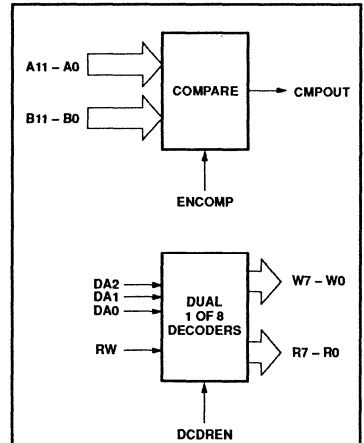 A11 – A0
B11 – B0
COMPARE
CMPOUT
ENCOMP
DA2
DA1
DA0
RW
DUAL
1 OF 8
DECODERS
W7 – W0
R7 – R0
DCDREN